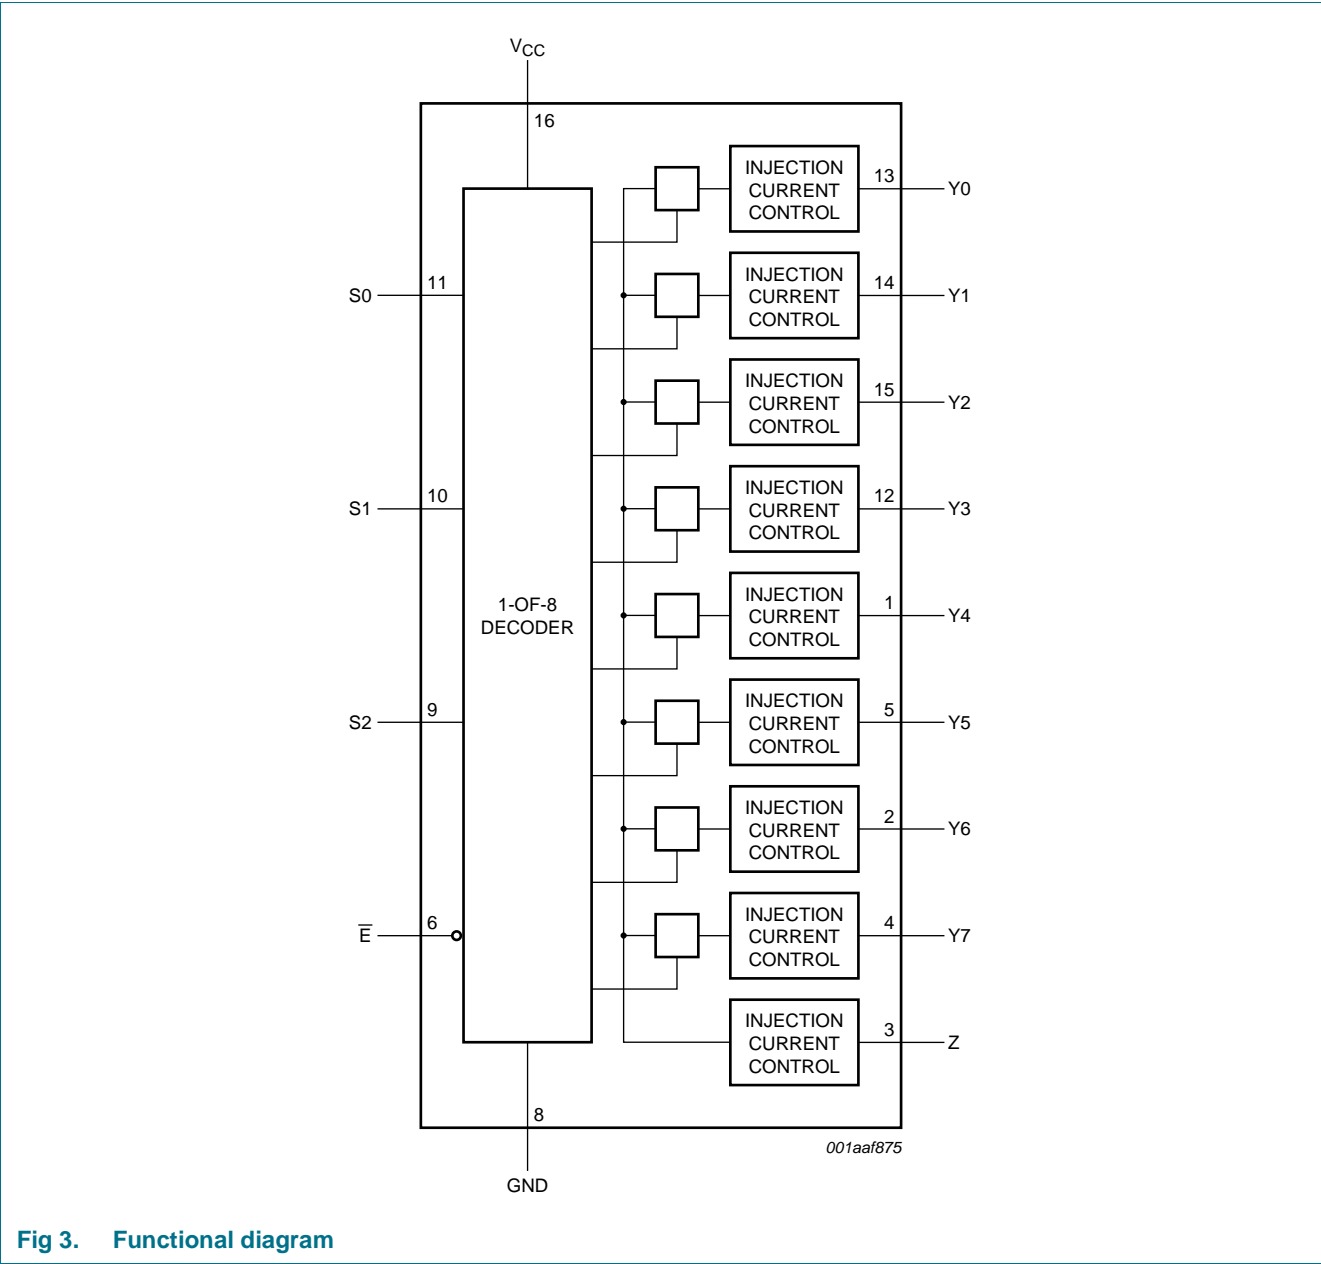 VCC
16
INJECTION
CURRENT
CONTROL
13
Y0
S0
11
INJECTION
CURRENT
CONTROL
14
Y1
INJECTION
CURRENT
CONTROL
15
Y2
S1
10
INJECTION
CURRENT
CONTROL
12
Y3
1-OF-8
DECODER
INJECTION
CURRENT
CONTROL
1
Y4
S2
9
INJECTION
CURRENT
CONTROL
5
Y5
INJECTION
CURRENT
CONTROL
2
Y6
E̅
6
INJECTION
CURRENT
CONTROL
4
Y7
INJECTION
CURRENT
CONTROL
3
Z
8
GND
001aaf875
Fig 3. Functional diagram